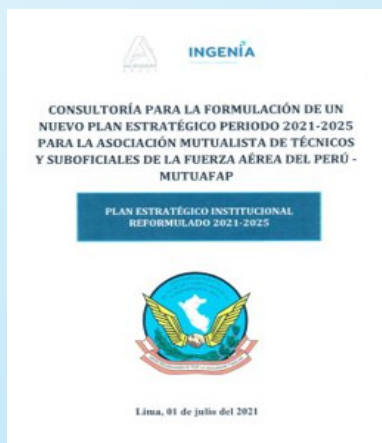 INGENÍA
CONSULTORÍA PARA LA FORMULACIÓN DE UN
NUEVO PLAN ESTRATÉGICO PERIODO 2021-2025
PARA LA ASOCIACIÓN MUTUALISTA DE TÉCNICOS
Y SUBOFICIALES DE LA FUERZA AÉREA DEL PERÚ -
MUTUAFAP
PLAN ESTRATÉGICO INSTITUCIONAL
REFORMULADO 2021-2025
Lima, 01 de julio del 2021